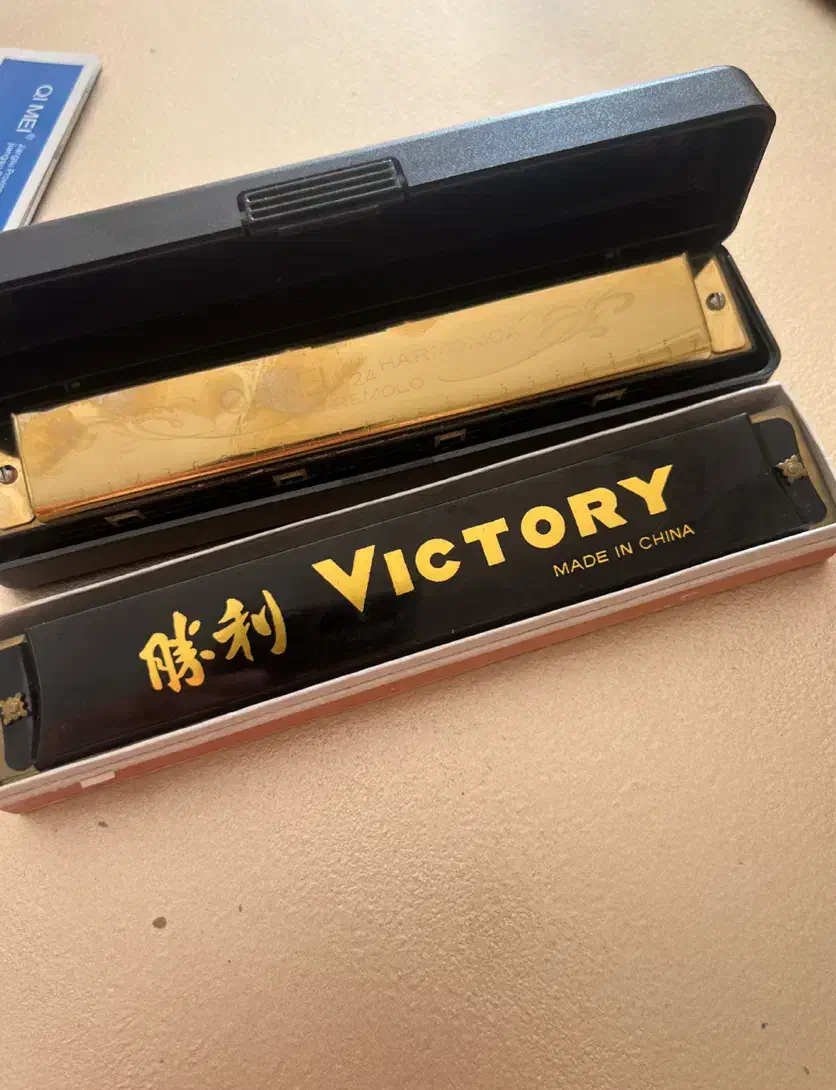 QI MEI®
24 HARMONICA
TREMOLO
勝利 VICTORY
MADE IN CHINA